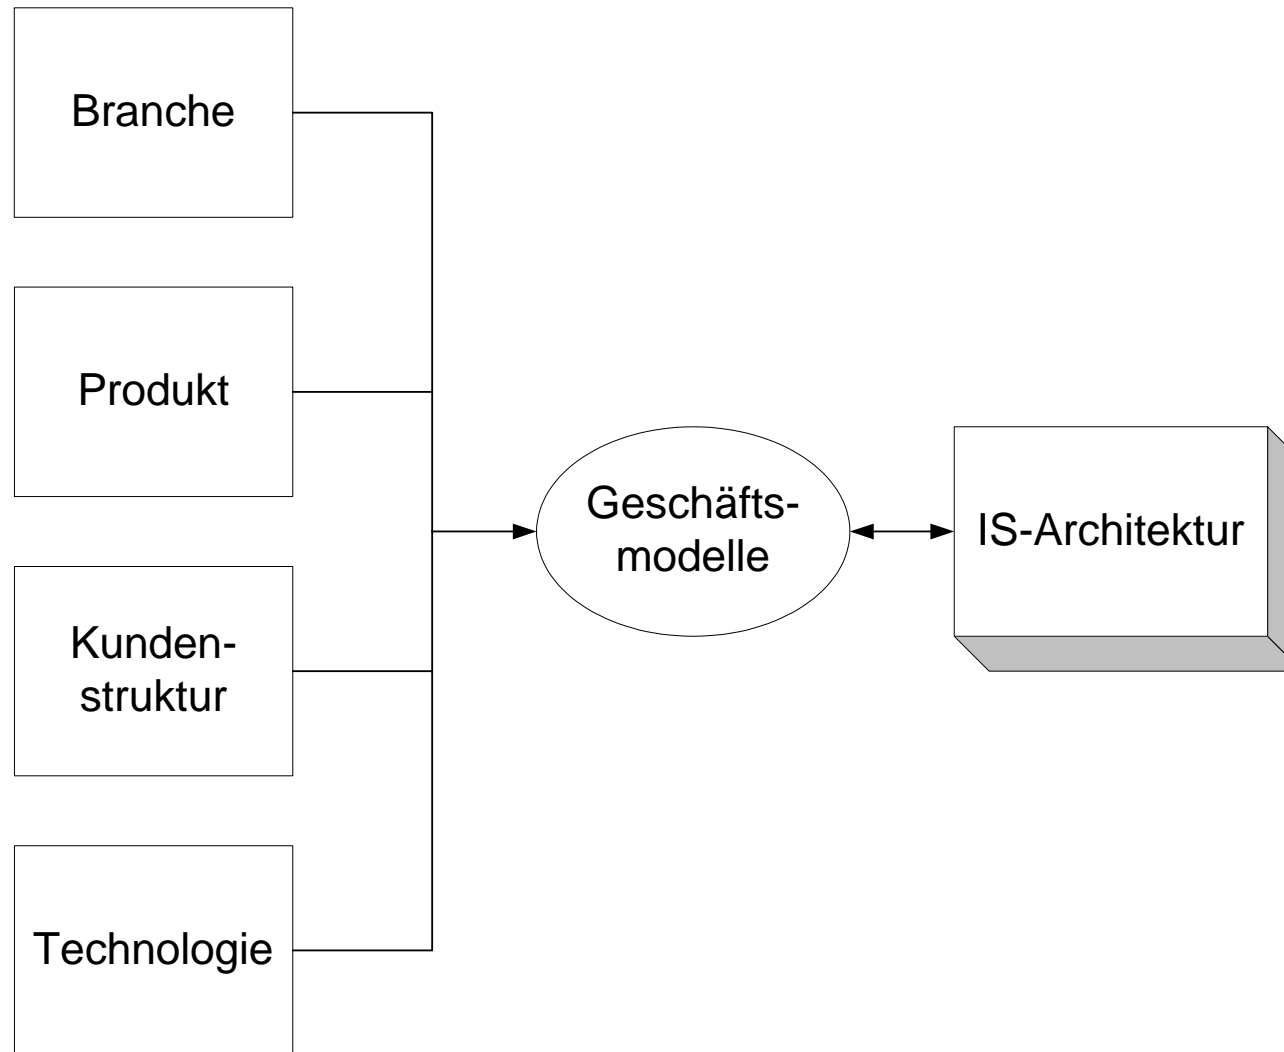 Branche
Produkt
Kunden-
struktur
Technologie
Geschäfts-
modelle
IS-Architektur